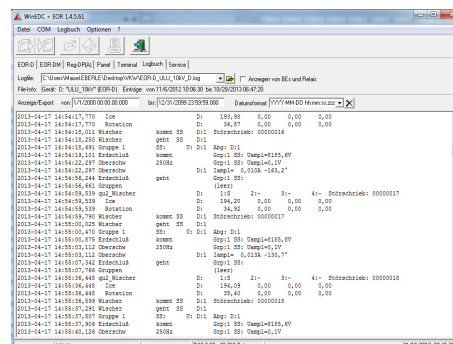 WinEDC + EOR 1.4.5.61
Datei COM Logbuch Optionen ?
EOR-D EOR-DM Reg-DP(A) Panel Terminal Logbuch Service
Logfile: C:\Users\MaiseIEBERLE\Desktop\VKW\EOR-D_ULU_10kV_D.log Anzeigen von BEs und Relais
File-Info: Gerät: D: "ULU_10kV" (EOR-D) Einträge: von 11/6/2012 10:06:30 bis 10/28/2013 06:47:20
Anzeige/Export von: 1/1/2000 00:00:00.000 bis: 12/31/2099 23:59:59.000 Datumsformat: YYYY-MM-DD hh:mm:ss,zzz
2013-04-17 14:54:17,770 Ice D: 193,98 0,00 0,00 0,00
2013-04-17 14:54:17,770 Rotation D: 36,87 0,00 0,00 0,00
2013-04-17 14:54:18,011 Wischer kommt SS D:1 Störschrieb: 00000016
2013-04-17 14:54:18,250 Wischer geht SS D:1
2013-04-17 14:54:18,691 Gruppe 1 SS: U: D:1 Abg: D:1
2013-04-17 14:54:19,101 Erdschluß kommt Grp:1 SS: Uampl=8185,6V
2013-04-17 14:54:22,297 Oberschw 250Hz Grp:1 SS: Uampl=0,1V
2013-04-17 14:54:22,297 Oberschw D:1 Iampl= 0,010A -163,2°
2013-04-17 14:54:56,244 Erdschluß geht Grp:1 SS:
2013-04-17 14:54:56,661 Gruppen (leer)
2013-04-17 14:54:59,539 qu2_Wischer D: 1:S 2:- 3:- 4:- Störschrieb: 00000017
2013-04-17 14:54:59,539 Ice D: 194,20 0,00 0,00 0,00
2013-04-17 14:54:59,539 Rotation D: 34,92 0,00 0,00 0,00
2013-04-17 14:54:59,790 Wischer kommt SS D:1 Störschrieb: 00000017
2013-04-17 14:55:00,025 Wischer geht SS D:1
2013-04-17 14:55:00,470 Gruppe 1 SS: U: D:1 Abg: D:1
2013-04-17 14:55:00,875 Erdschluß kommt Grp:1 SS: Uampl=8185,8V
2013-04-17 14:55:03,112 Oberschw 250Hz Grp:1 SS: Uampl=0,1V
2013-04-17 14:55:03,112 Oberschw D:1 Iampl= 0,013A -130,7°
2013-04-17 14:55:07,342 Erdschluß geht Grp:1 SS:
2013-04-17 14:55:07,766 Gruppen (leer)
2013-04-17 14:55:36,448 qu2_Wischer D: 1:S 2:- 3:- 4:- Störschrieb: 00000018
2013-04-17 14:55:36,448 Ice D: 194,09 0,00 0,00 0,00
2013-04-17 14:55:36,448 Rotation D: 35,40 0,00 0,00 0,00
2013-04-17 14:55:36,599 Wischer kommt SS D:1 Störschrieb: 00000018
2013-04-17 14:55:37,291 Wischer geht SS D:1
2013-04-17 14:55:37,507 Gruppe 1 SS: U: D:1 Abg: D:1
2013-04-17 14:55:37,906 Erdschluß kommt Grp:1 SS: Uampl=8185,6V
2013-04-17 14:55:40,126 Oberschw 250Hz Grp:1 SS: Uampl=0,1V